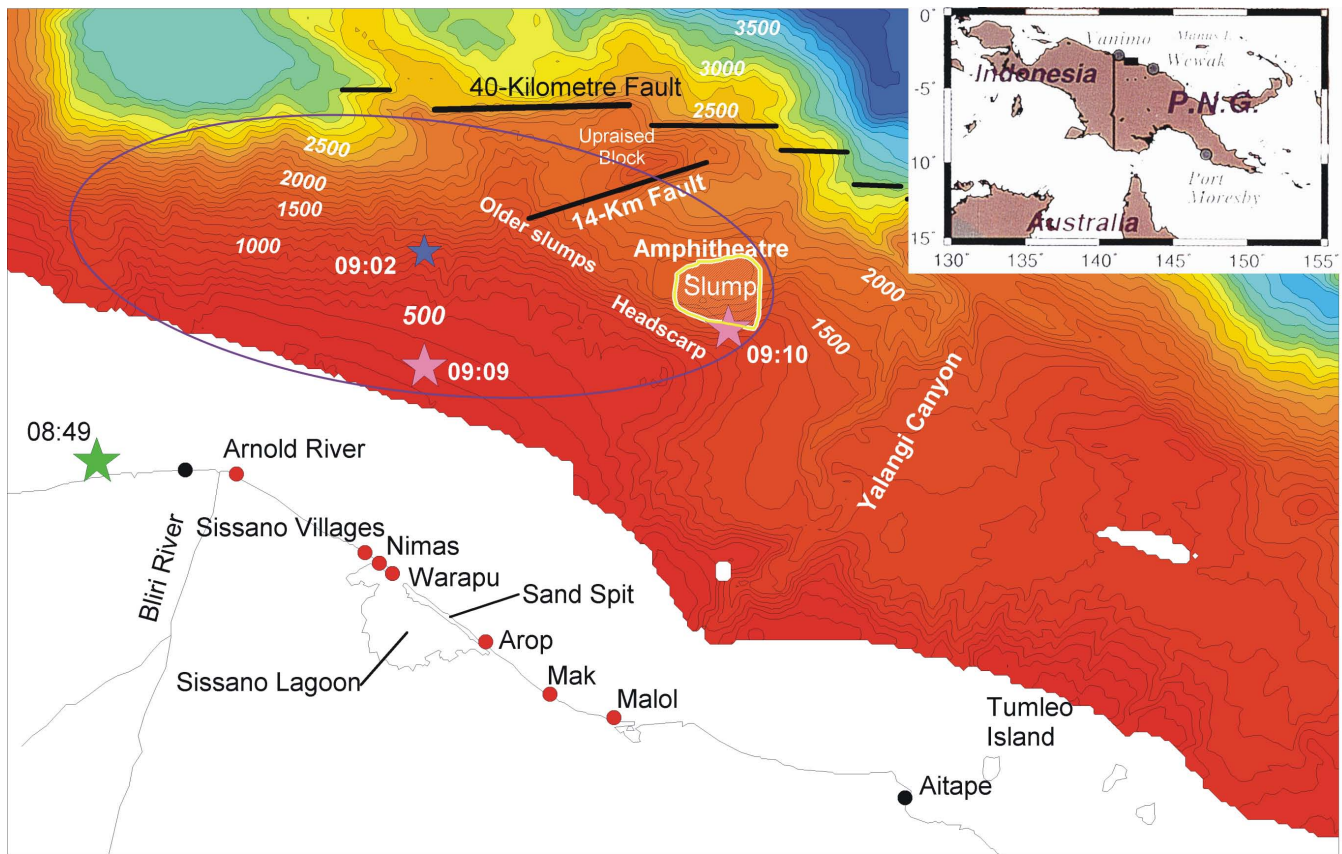 3500
3000
40-Kilometre Fault
2500
Upraised
Block
2500
2000
14-Km Fault
1500
Older slumps
1000
Amphitheatre
09:02
Slump
2000
500
Headscarp
1500
09:10
09:09
Yalangi Canyon
08:49
Arnold River
Sissano Villages
Nimas
Bliri River
Warapu
Sand Spit
Arop
Sissano Lagoon
Mak
Malol
Tumleo
Island
Aitape
0°
Vanimo
Manus I.
Wewak
Indonesia
-5°
P.N.G.
10°
Port
Moresby
Australia
15°
130° 135° 140° 145° 150° 155°